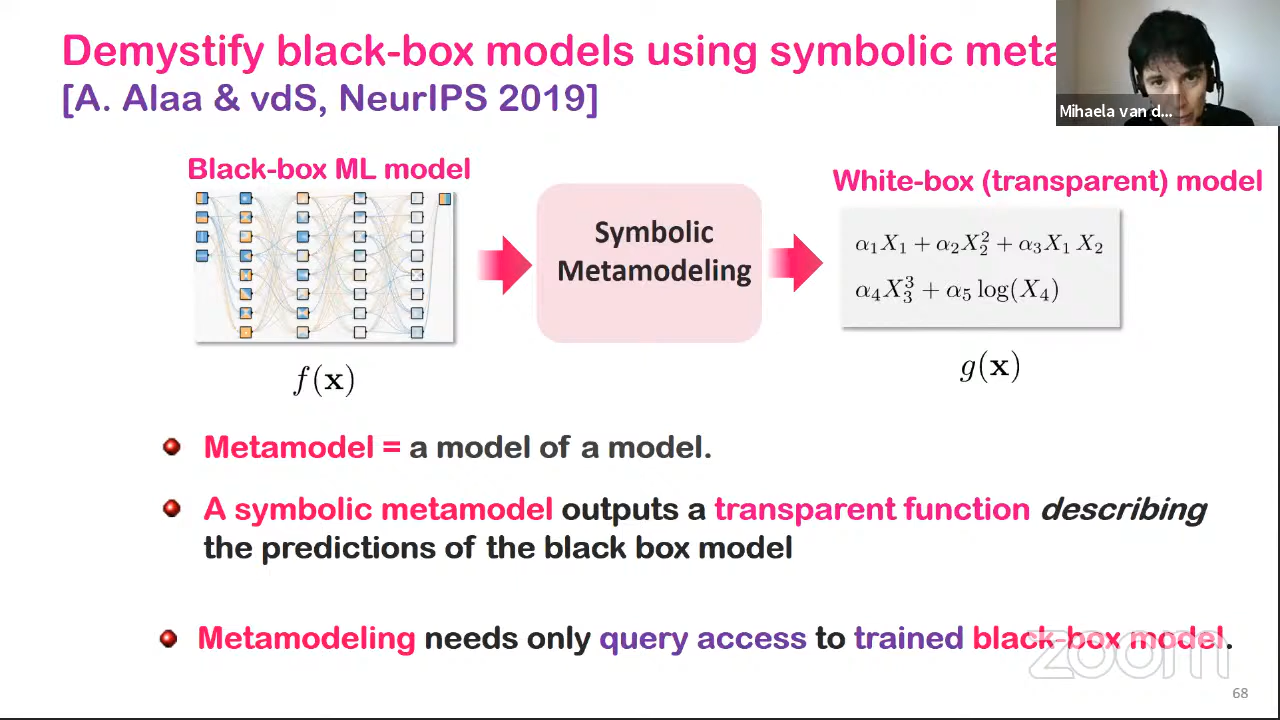 Demystify black-box models using symbolic
[A. Alaa & vdS, NeurIPS 2019]
Mihaela van d...
Black-box ML model
White-box (transparent) model
Symbolic
Metamodeling
α₁X₁ + α₂X₂² + α₃X₁ X₂
α₄X₃³ + α₅ log(X₄)
f(x)
g(x)
Metamodel = a model of a model.
A symbolic metamodel outputs a transparent function describing
the predictions of the black box model
Metamodeling needs only query access to trained black-box model.
zoom
68